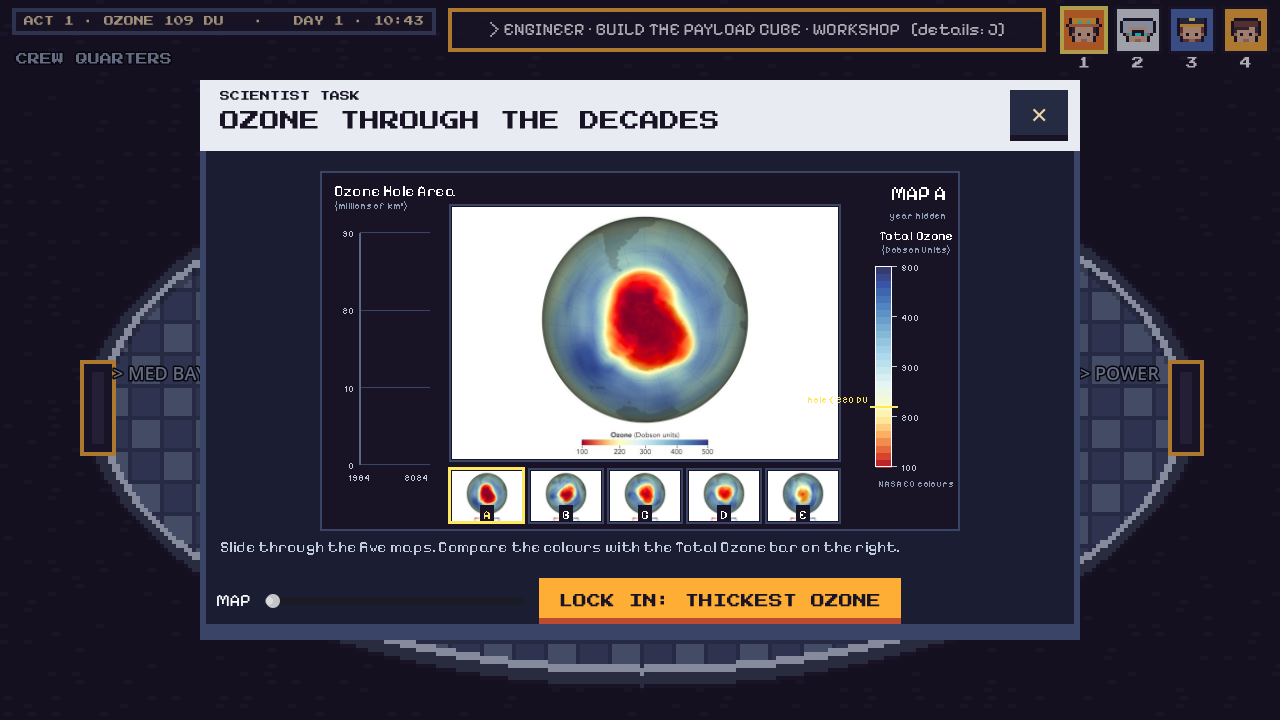 ACT 1 · OZONE 109 DU · DAY 1 · 10:43
> ENGINEER · BUILD THE PAYLOAD CUBE · WORKSHOP (details: J)
1 2 3 4
CREW QUARTERS
SCIENTIST TASK
OZONE THROUGH THE DECADES
×
Ozone Hole Area
(millions of km²)
30
20
10
0
1984 2024
MAP A
year hidden
Total Ozone
(Dobson Units)
500
400
300
200
100
Hole < 220 DU
NASA CO colours
Ozone (Dobson units)
100 220 300 400 500
A B C D E
> MED BAY
> POWER
Slide through the five maps. Compare the colours with the Total Ozone bar on the right.
MAP
LOCK IN: THICKEST OZONE